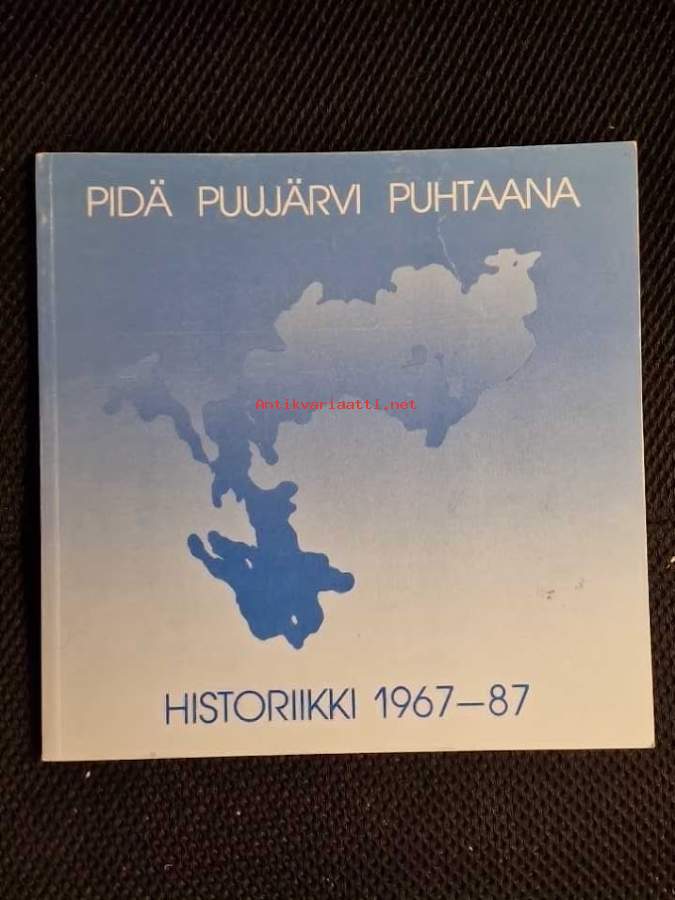 PIDÄ PUUJÄRVI PUHTAANA
Antikvariaatti.net
HISTORIIKKI 1967–87